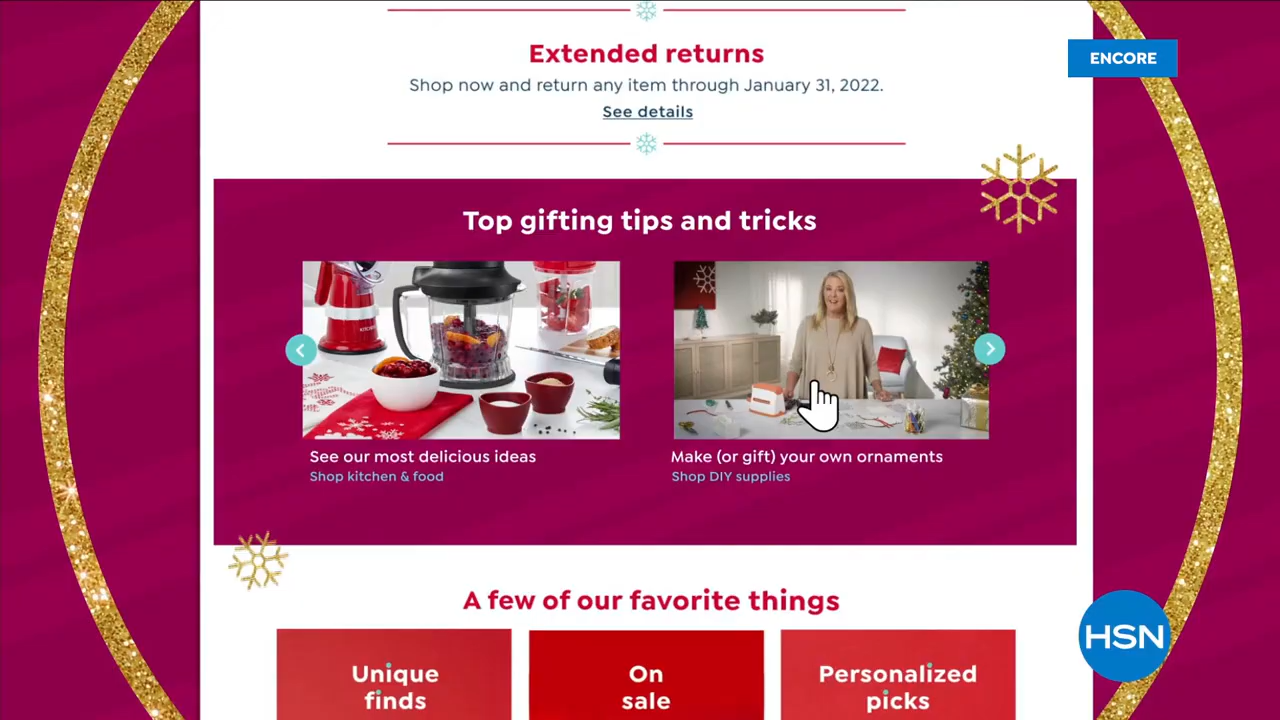 Extended returns
ENCORE
Shop now and return any item through January 31, 2022.
See details
Top gifting tips and tricks
See our most delicious ideas
Shop kitchen & food
Make (or gift) your own ornaments
Shop DIY supplies
A few of our favorite things
HSN
Unique
finds
On
sale
Personalized
picks